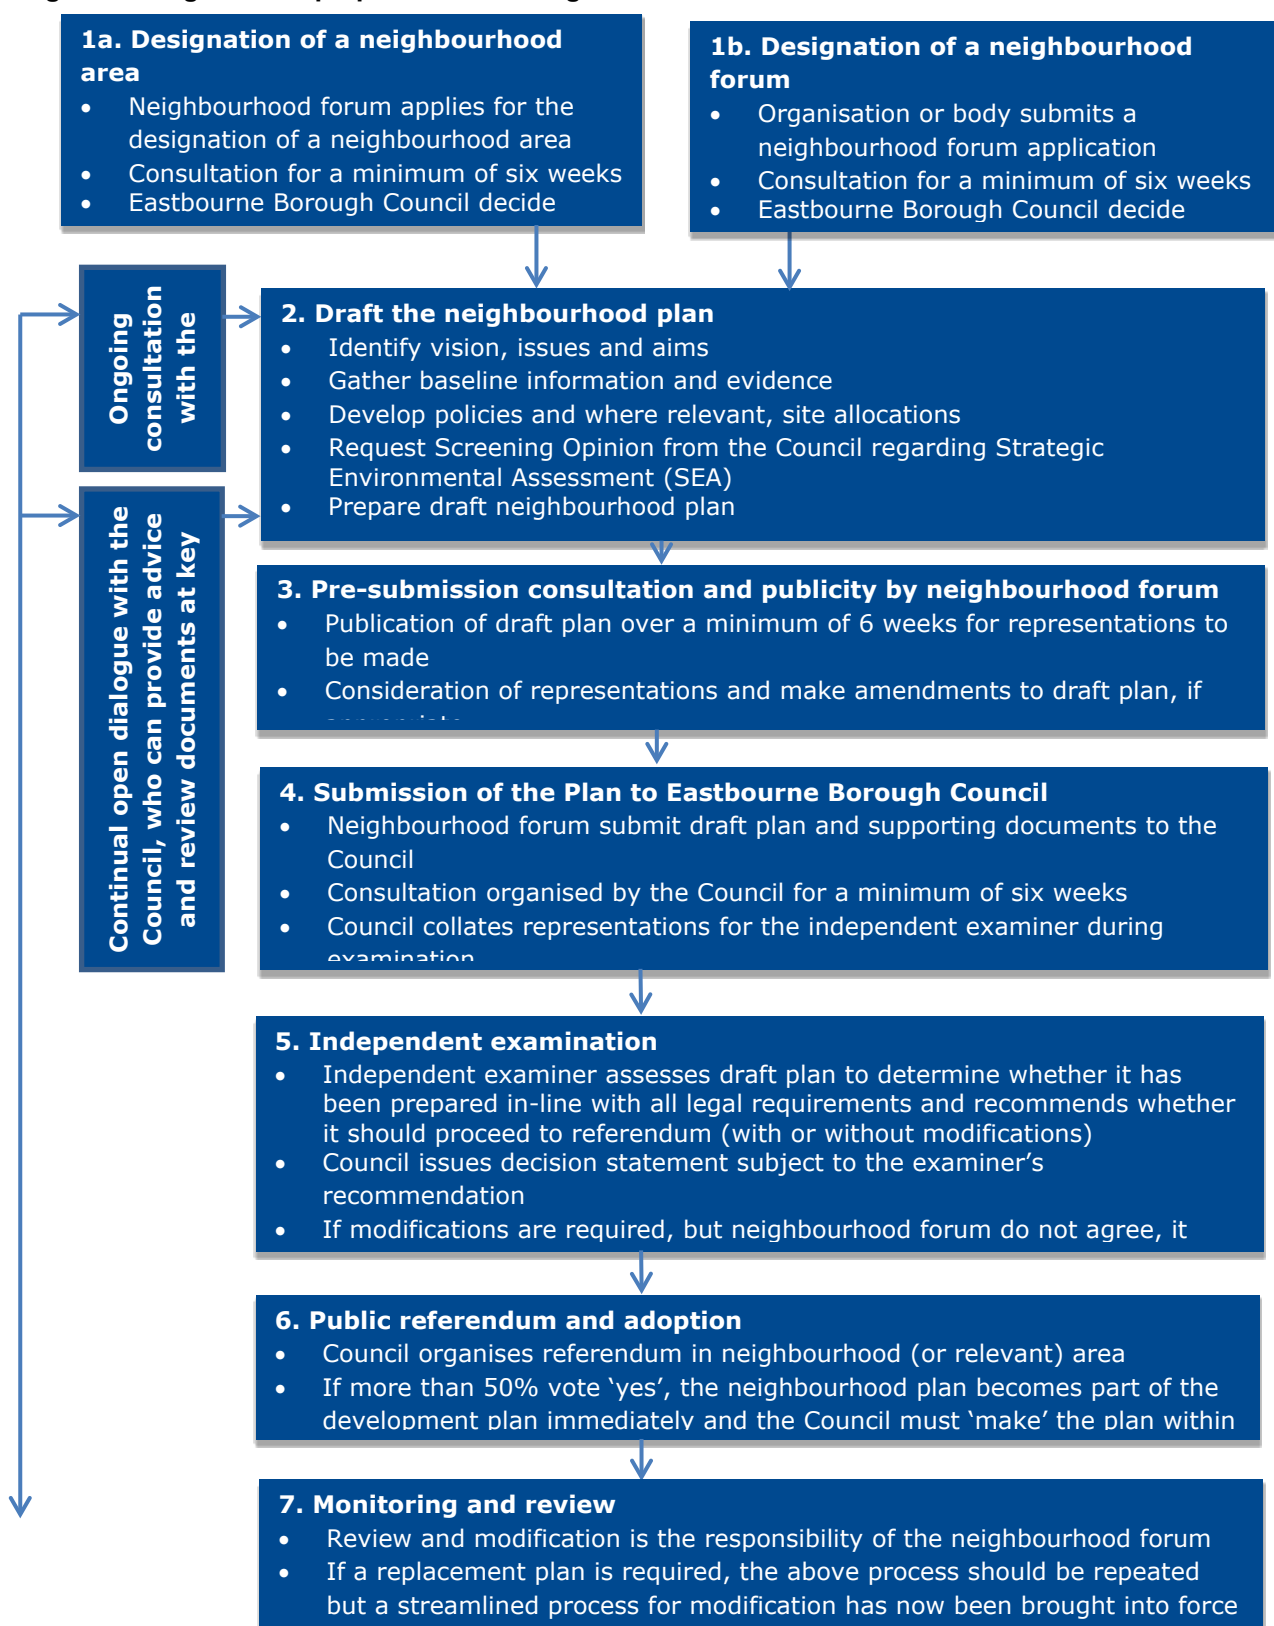 1a. Designation of a neighbourhood
area
• Neighbourhood forum applies for the
designation of a neighbourhood area
• Consultation for a minimum of six weeks
• Eastbourne Borough Council decide
1b. Designation of a neighbourhood
forum
• Organisation or body submits a
neighbourhood forum application
• Consultation for a minimum of six weeks
• Eastbourne Borough Council decide
Ongoing
consultation
with the
Continual open dialogue with the
Council, who can provide advice
and review documents at key
2. Draft the neighbourhood plan
• Identify vision, issues and aims
• Gather baseline information and evidence
• Develop policies and where relevant, site allocations
• Request Screening Opinion from the Council regarding Strategic
Environmental Assessment (SEA)
• Prepare draft neighbourhood plan
3. Pre-submission consultation and publicity by neighbourhood forum
• Publication of draft plan over a minimum of 6 weeks for representations to
be made
• Consideration of representations and make amendments to draft plan, if
4. Submission of the Plan to Eastbourne Borough Council
• Neighbourhood forum submit draft plan and supporting documents to the
Council
• Consultation organised by the Council for a minimum of six weeks
• Council collates representations for the independent examiner during
examination
5. Independent examination
• Independent examiner assesses draft plan to determine whether it has
been prepared in-line with all legal requirements and recommends whether
it should proceed to referendum (with or without modifications)
• Council issues decision statement subject to the examiner's
recommendation
• If modifications are required, but neighbourhood forum do not agree, it
6. Public referendum and adoption
• Council organises referendum in neighbourhood (or relevant) area
• If more than 50% vote ‘yes’, the neighbourhood plan becomes part of the
development plan immediately and the Council must ‘make’ the plan within
7. Monitoring and review
• Review and modification is the responsibility of the neighbourhood forum
• If a replacement plan is required, the above process should be repeated
but a streamlined process for modification has now been brought into force